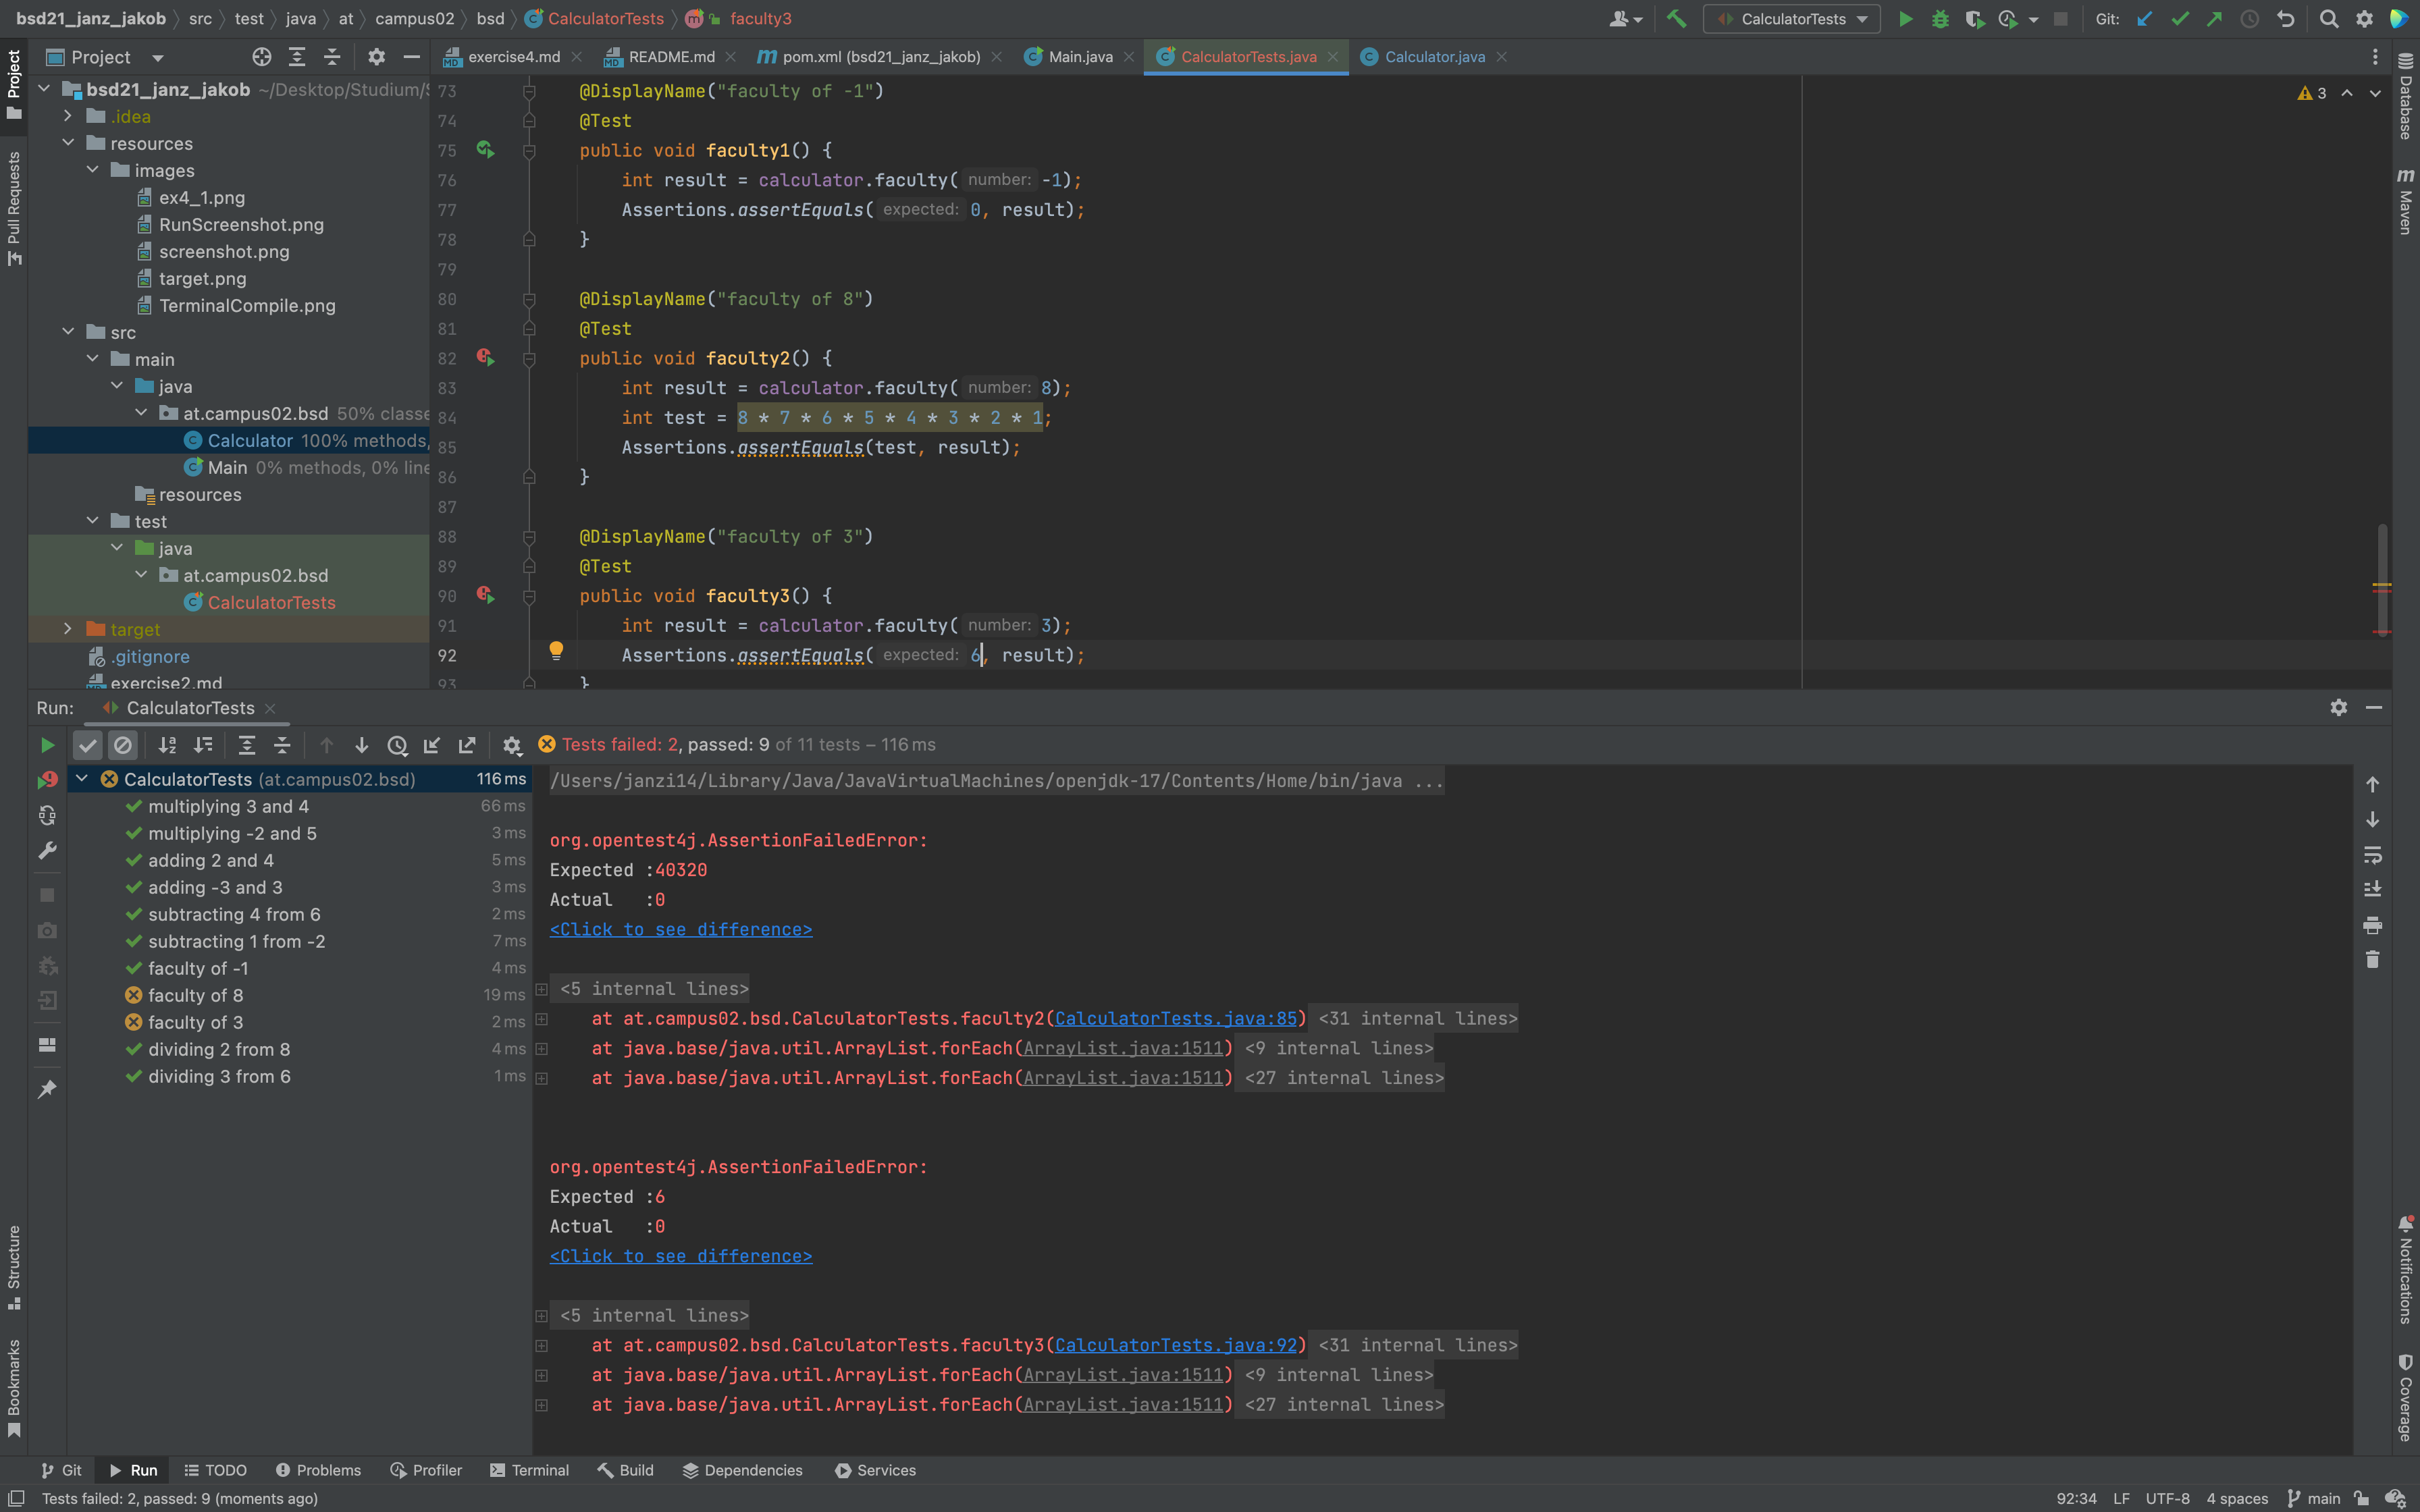 bsd21_janz_jakob src test java at campus02 bsd CalculatorTests faculty3
CalculatorTests Git:
Project
exercise4.md README.md pom.xml (bsd21_janz_jakob) Main.java CalculatorTests.java Calculator.java
Project
Pull Requests
Structure
Bookmarks
bsd21_janz_jakob ~/Desktop/Studium/S
.idea
resources
images
ex4_1.png
RunScreenshot.png
screenshot.png
target.png
TerminalCompile.png
src
main
java
at.campus02.bsd 50% classe
Calculator 100% methods,
Main 0% methods, 0% line
resources
test
java
at.campus02.bsd
CalculatorTests
target
.gitignore
exercise2.md
3
73 @DisplayName("faculty of -1")
74 @Test
75 public void faculty1() {
76 int result = calculator.faculty( number: -1);
77 Assertions.assertEquals( expected: 0, result);
78 }
79
80 @DisplayName("faculty of 8")
81 @Test
82 public void faculty2() {
83 int result = calculator.faculty( number: 8);
84 int test = 8 * 7 * 6 * 5 * 4 * 3 * 2 * 1;
85 Assertions.assertEquals(test, result);
86 }
87
88 @DisplayName("faculty of 3")
89 @Test
90 public void faculty3() {
91 int result = calculator.faculty( number: 3);
92 Assertions.assertEquals( expected: 6, result);
93 }
Database
m Maven
Notifications
Coverage
Run: CalculatorTests
Tests failed: 2, passed: 9 of 11 tests – 116 ms
CalculatorTests (at.campus02.bsd) 116 ms
multiplying 3 and 4 66 ms
multiplying -2 and 5 3 ms
adding 2 and 4 5 ms
adding -3 and 3 3 ms
subtracting 4 from 6 2 ms
subtracting 1 from -2 7 ms
faculty of -1 4 ms
faculty of 8 19 ms
faculty of 3 2 ms
dividing 2 from 8 4 ms
dividing 3 from 6 1 ms
/Users/janzi14/Library/Java/JavaVirtualMachines/openjdk-17/Contents/Home/bin/java ...
org.opentest4j.AssertionFailedError:
Expected :40320
Actual :0
<Click to see difference>
<5 internal lines>
at at.campus02.bsd.CalculatorTests.faculty2(CalculatorTests.java:85) <31 internal lines>
at java.base/java.util.ArrayList.forEach(ArrayList.java:1511) <9 internal lines>
at java.base/java.util.ArrayList.forEach(ArrayList.java:1511) <27 internal lines>
org.opentest4j.AssertionFailedError:
Expected :6
Actual :0
<Click to see difference>
<5 internal lines>
at at.campus02.bsd.CalculatorTests.faculty3(CalculatorTests.java:92) <31 internal lines>
at java.base/java.util.ArrayList.forEach(ArrayList.java:1511) <9 internal lines>
at java.base/java.util.ArrayList.forEach(ArrayList.java:1511) <27 internal lines>
Git Run TODO Problems Profiler Terminal Build Dependencies Services
Tests failed: 2, passed: 9 (moments ago) 92:34 LF UTF-8 4 spaces main